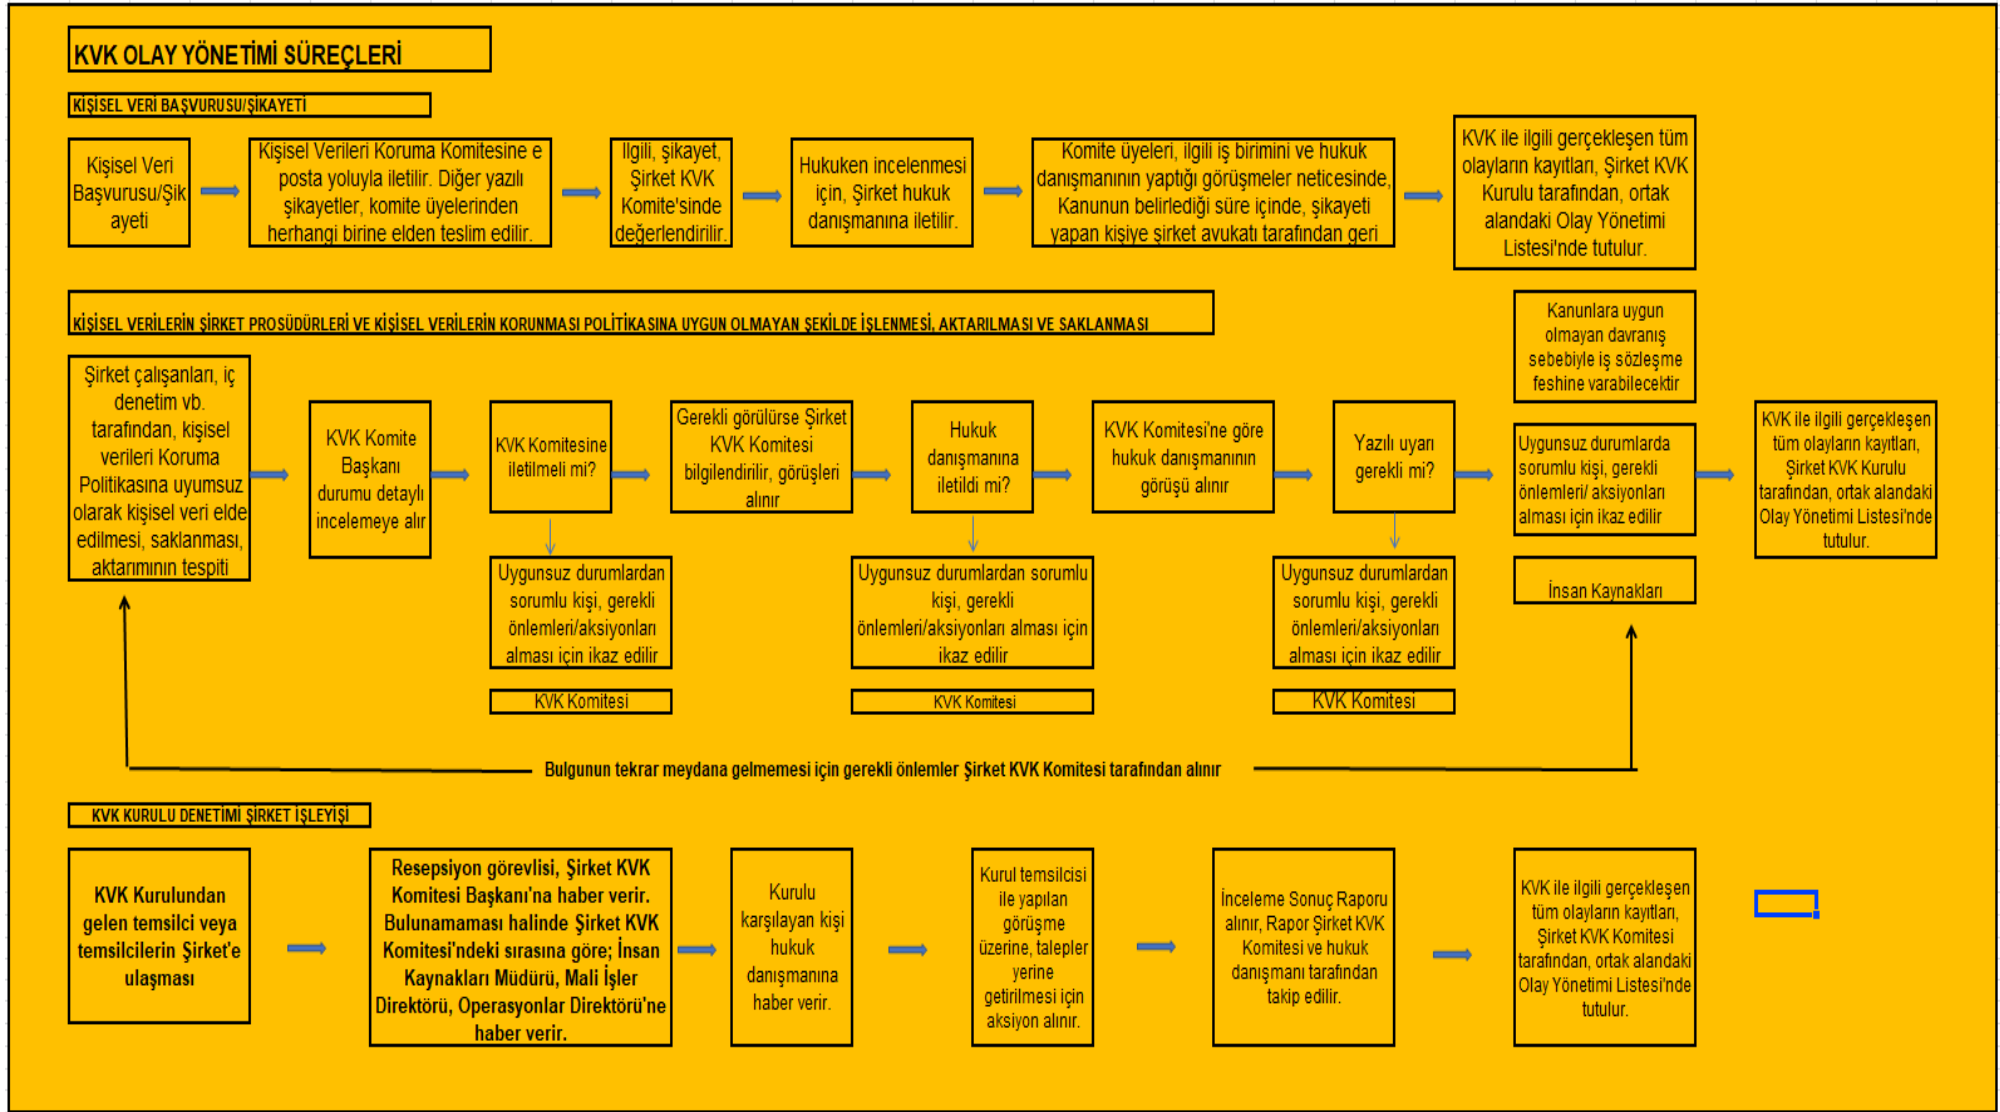 KVK OLAY YÖNETİMİ SÜREÇLERİ
KİŞİSEL VERİ BAŞVURUSU/ŞİKAYETİ
Kişisel Veri
Başvurusu/Şik
ayeti
Kişisel Verileri Koruma Komitesine e
posta yoluyla iletilir. Diğer yazılı
şikayetler, komite üyelerinden
herhangi birine elden teslim edilir.
İlgili, şikayet,
Şirket KVK
Komite'sinde
değerlendirilir.
Hukuken incelenmesi
için, Şirket hukuk
danışmanına iletilir.
Komite üyeleri, ilgili iş birimini ve hukuk
danışmanının yaptığı görüşmeler neticesinde,
Kanunun belirlediği süre içinde, şikayeti
yapan kişiye şirket avukatı tarafından geri
KVK ile ilgili gerçekleşen tüm
olayların kayıtları, Şirket KVK
Kurulu tarafından, ortak
alandaki Olay Yönetimi
Listesi'nde tutulur.
KİŞİSEL VERİLERİN ŞİRKET PROSÜDÜRLERİ VE KİŞİSEL VERİLERİN KORUNMASI POLİTİKASINA UYGUN OLMAYAN ŞEKİLDE İŞLENMESİ, AKTARILMASI VE SAKLANMASI
Şirket çalışanları, iç
denetim vb.
tarafından, kişisel
verileri Koruma
Politikasına uyumsuz
olarak kişisel veri elde
edilmesi, saklanması,
aktarımının tespiti
KVK Komite
Başkanı
durumu detaylı
incelemeye alır
KVK Komitesine
iletilmeli mi?
Gerekli görülürse Şirket
KVK Komitesi
bilgilendirilir, görüşleri
alınır
Hukuk
danışmanına
iletildi mi?
KVK Komitesi'ne göre
hukuk danışmanının
görüşü alınır
Yazılı uyarı
gerekli mi?
Kanunlara uygun
olmayan davranış
sebebiyle iş sözleşme
feshine varabilecektir
Uygunsuz durumlarda
sorumlu kişi, gerekli
önlemleri/ aksiyonları
alması için ikaz edilir
İnsan Kaynakları
KVK ile ilgili gerçekleşen
tüm olayların kayıtları,
Şirket KVK Kurulu
tarafından, ortak alandaki
Olay Yönetimi Listesi'nde
tutulur.
Uygunsuz durumlardan
sorumlu kişi, gerekli
önlemleri/aksiyonları
alması için ikaz edilir
KVK Komitesi
Uygunsuz durumlardan sorumlu
kişi, gerekli
önlemleri/aksiyonları alması için
ikaz edilir
KVK Komitesi
Uygunsuz durumlardan
sorumlu kişi, gerekli
önlemleri/aksiyonları
alması için ikaz edilir
KVK Komitesi
Bulgunun tekrar meydana gelmemesi için gerekli önlemler Şirket KVK Komitesi tarafından alınır
KVK KURULU DENETİMİ ŞİRKET İŞLEYİŞİ
KVK Kurulundan
gelen temsilci veya
temsilcilerin Şirket'e
ulaşması
Resepsiyon görevlisi, Şirket KVK
Komitesi Başkanı'na haber verir.
Bulunamaması halinde Şirket KVK
Komitesi'ndeki sırasına göre; İnsan
Kaynakları Müdürü, Mali İşler
Direktörü, Operasyonlar Direktörü'ne
haber verir.
Kurulu
karşılayan kişi
hukuk
danışmanına
haber verir.
Kurul temsilcisi
ile yapılan
görüşme
üzerine, talepler
yerine
getirilmesi için
aksiyon alınır.
İnceleme Sonuç Raporu
alınır, Rapor Şirket KVK
Komitesi ve hukuk
danışmanı tarafından
takip edilir.
KVK ile ilgili gerçekleşen
tüm olayların kayıtları,
Şirket KVK Komitesi
tarafından, ortak alandaki
Olay Yönetimi Listesi'nde
tutulur.